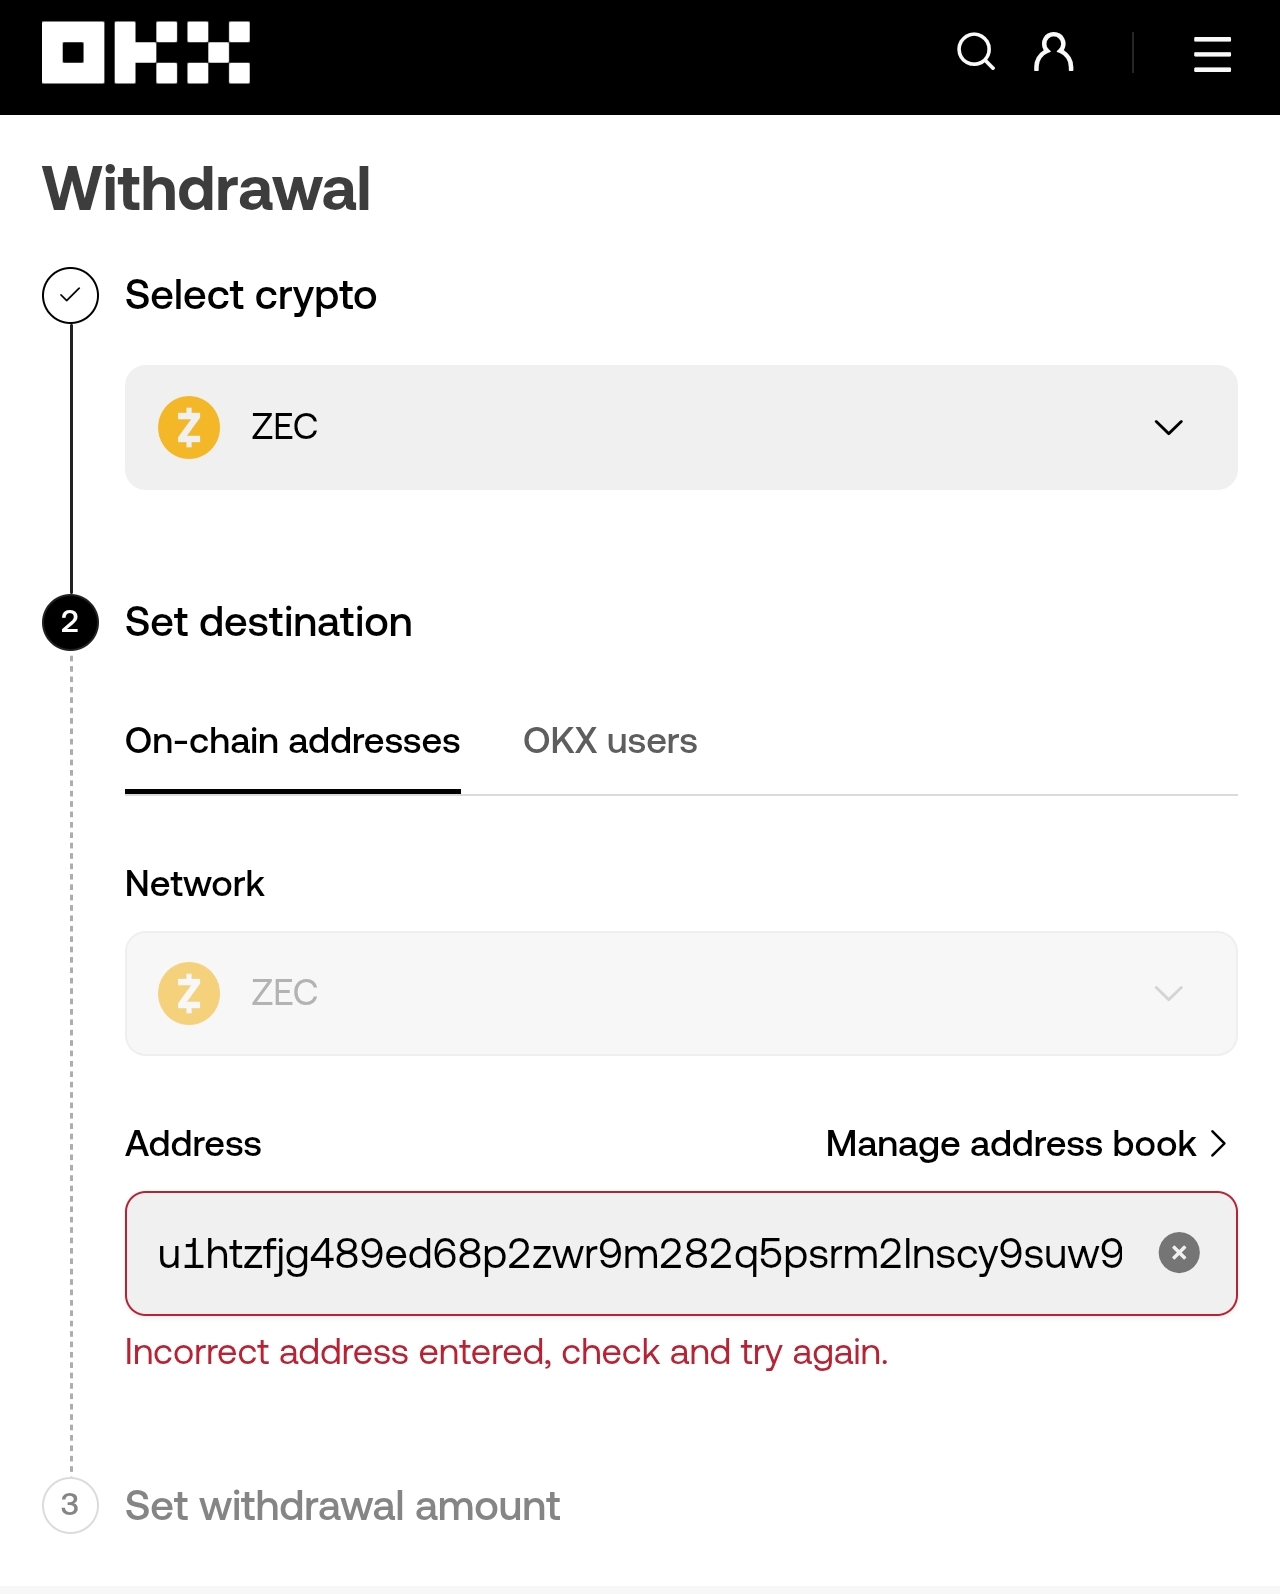 OKX
Withdrawal
Select crypto
ZEC
2
Set destination
On-chain addresses
OKX users
Network
ZEC
Address
Manage address book
u1htzfjg489ed68p2zwr9m282q5psrm2lnscy9suw9
Incorrect address entered, check and try again.
3
Set withdrawal amount